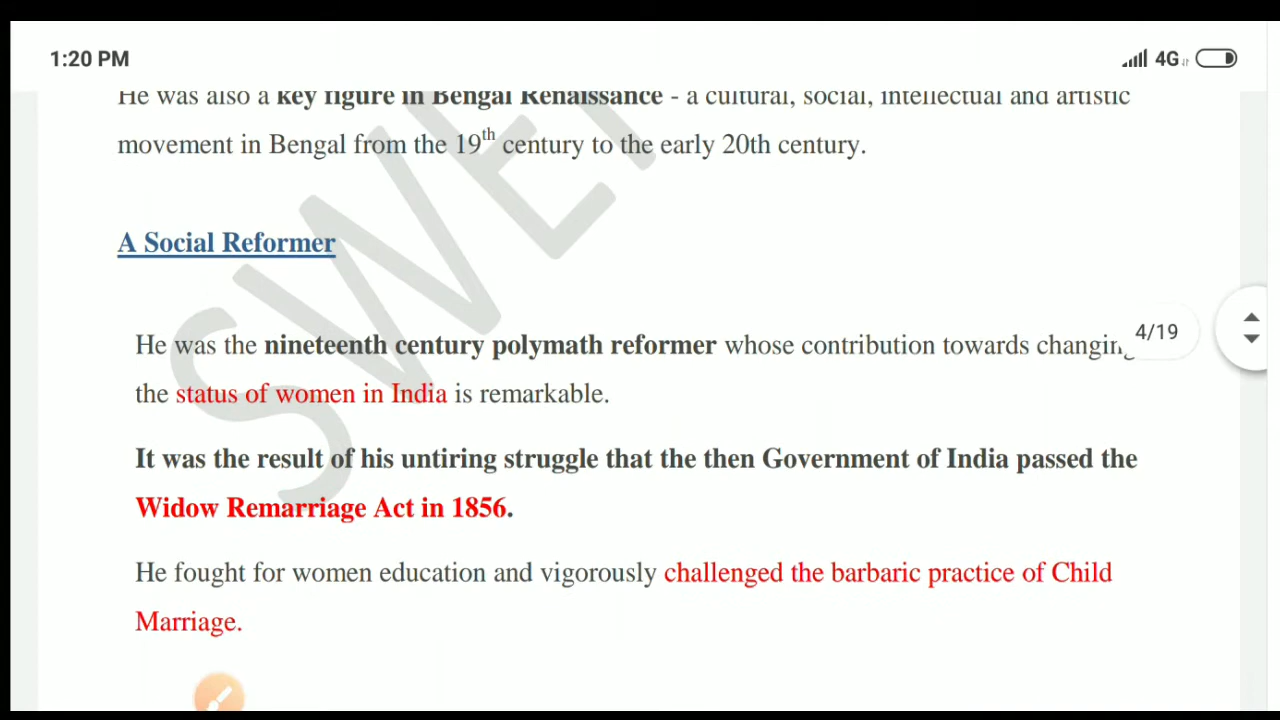 1:20 PM
4G
He was also a key figure in Bengal Renaissance - a cultural, social, intellectual and artistic
movement in Bengal from the 19th century to the early 20th century.
A Social Reformer
He was the nineteenth century polymath reformer whose contribution towards changing
4/19
the status of women in India is remarkable.
It was the result of his untiring struggle that the then Government of India passed the
Widow Remarriage Act in 1856.
He fought for women education and vigorously challenged the barbaric practice of Child
Marriage.